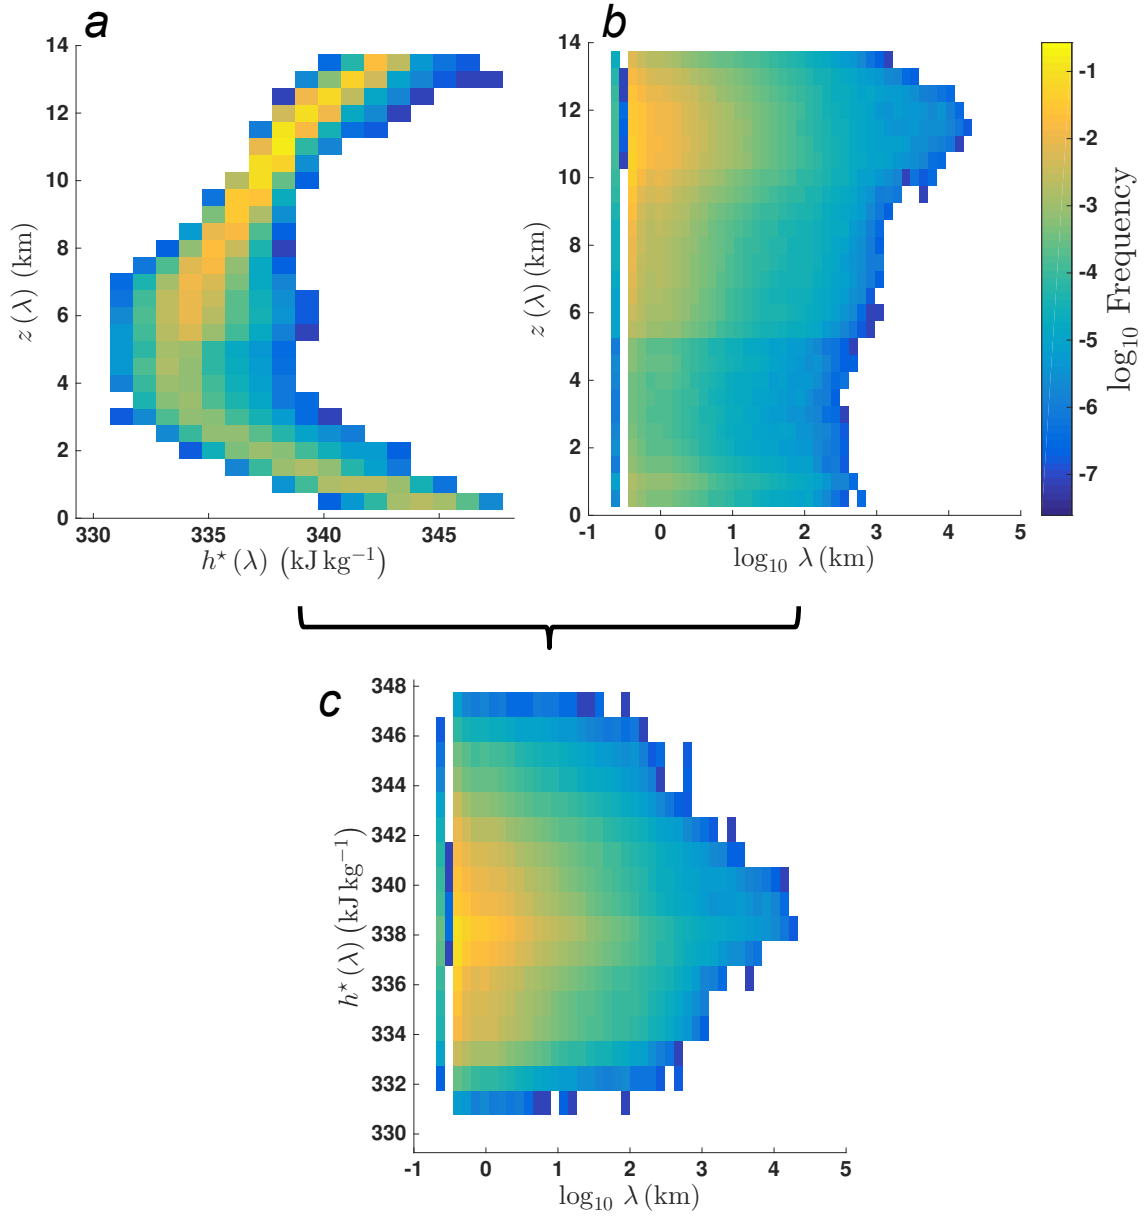 a
14
12
10
8
6
4
2
0
z (λ) (km)
330 335 340 345
h⋆ (λ) (kJ kg−1)
b
14
12
10
8
6
4
2
0
z (λ) (km)
-1 0 1 2 3 4 5
log10 λ (km)
-1
-2
-3
-4
-5
-6
-7
log10 Frequency
c
348
346
344
342
340
338
336
334
332
330
h⋆ (λ) (kJ kg−1)
-1 0 1 2 3 4 5
log10 λ (km)